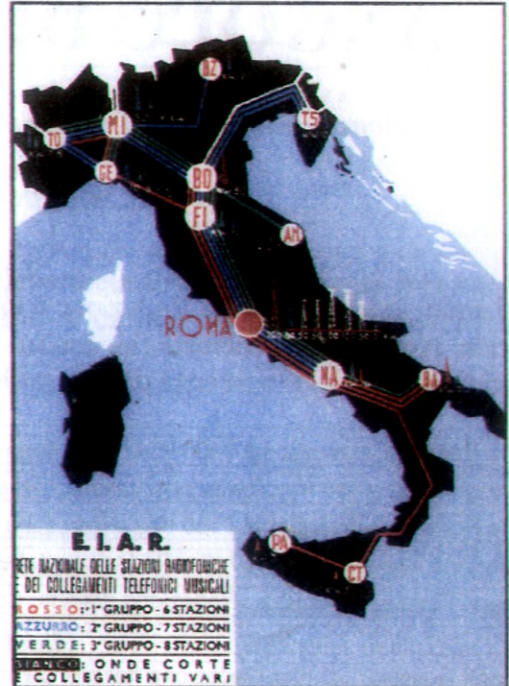 BZ
MI
TO
TS
GE
BO
FI
AN
ROMA
NA
BA
PA
CT
E. I. A. R.
RETE NAZIONALE DELLE STAZIONI RADIOFONICHE
E DEI COLLEGAMENTI TELEFONICI MUSICALI
ROSSO: 1° GRUPPO - 6 STAZIONI
AZZURRO: 2° GRUPPO - 7 STAZIONI
VERDE: 3° GRUPPO - 8 STAZIONI
BIANCO: ONDE CORTE
E COLLEGAMENTI VARI